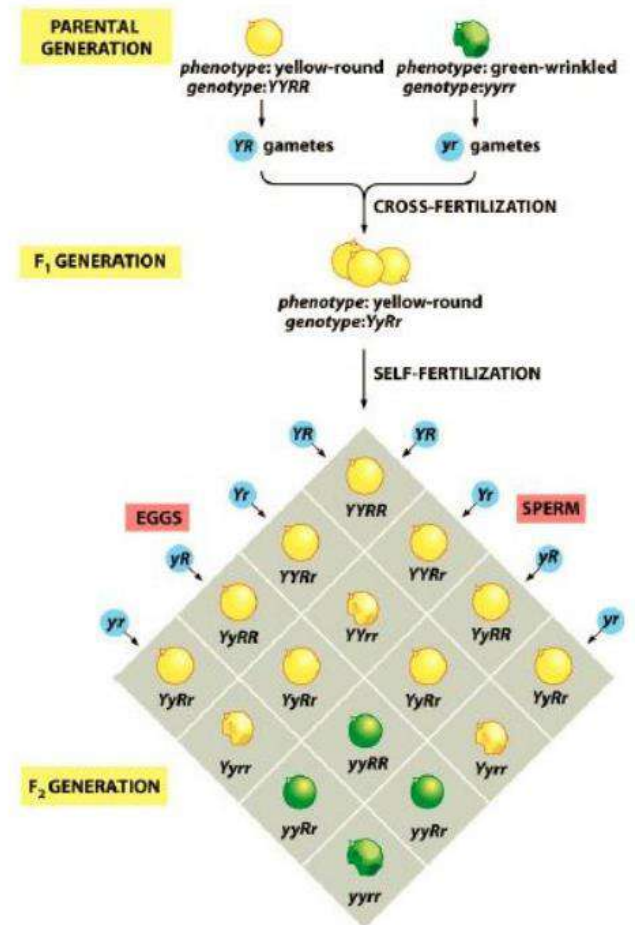 PARENTAL
GENERATION
phenotype: yellow-round
genotype:YYRR
phenotype: green-wrinkled
genotype:yyrr
YR gametes
yr gametes
CROSS-FERTILIZATION
F₁ GENERATION
phenotype: yellow-round
genotype:YyRr
SELF-FERTILIZATION
YR
YR
YYRR
Yr
Yr
EGGS
SPERM
YYRr
YYRr
yR
yR
YyRR
YYrr
YyRR
yr
yr
YyRr
YyRr
YyRr
YyRr
Yyrr
yyRR
Yyrr
F₂ GENERATION
yyRr
yyRr
yyrr